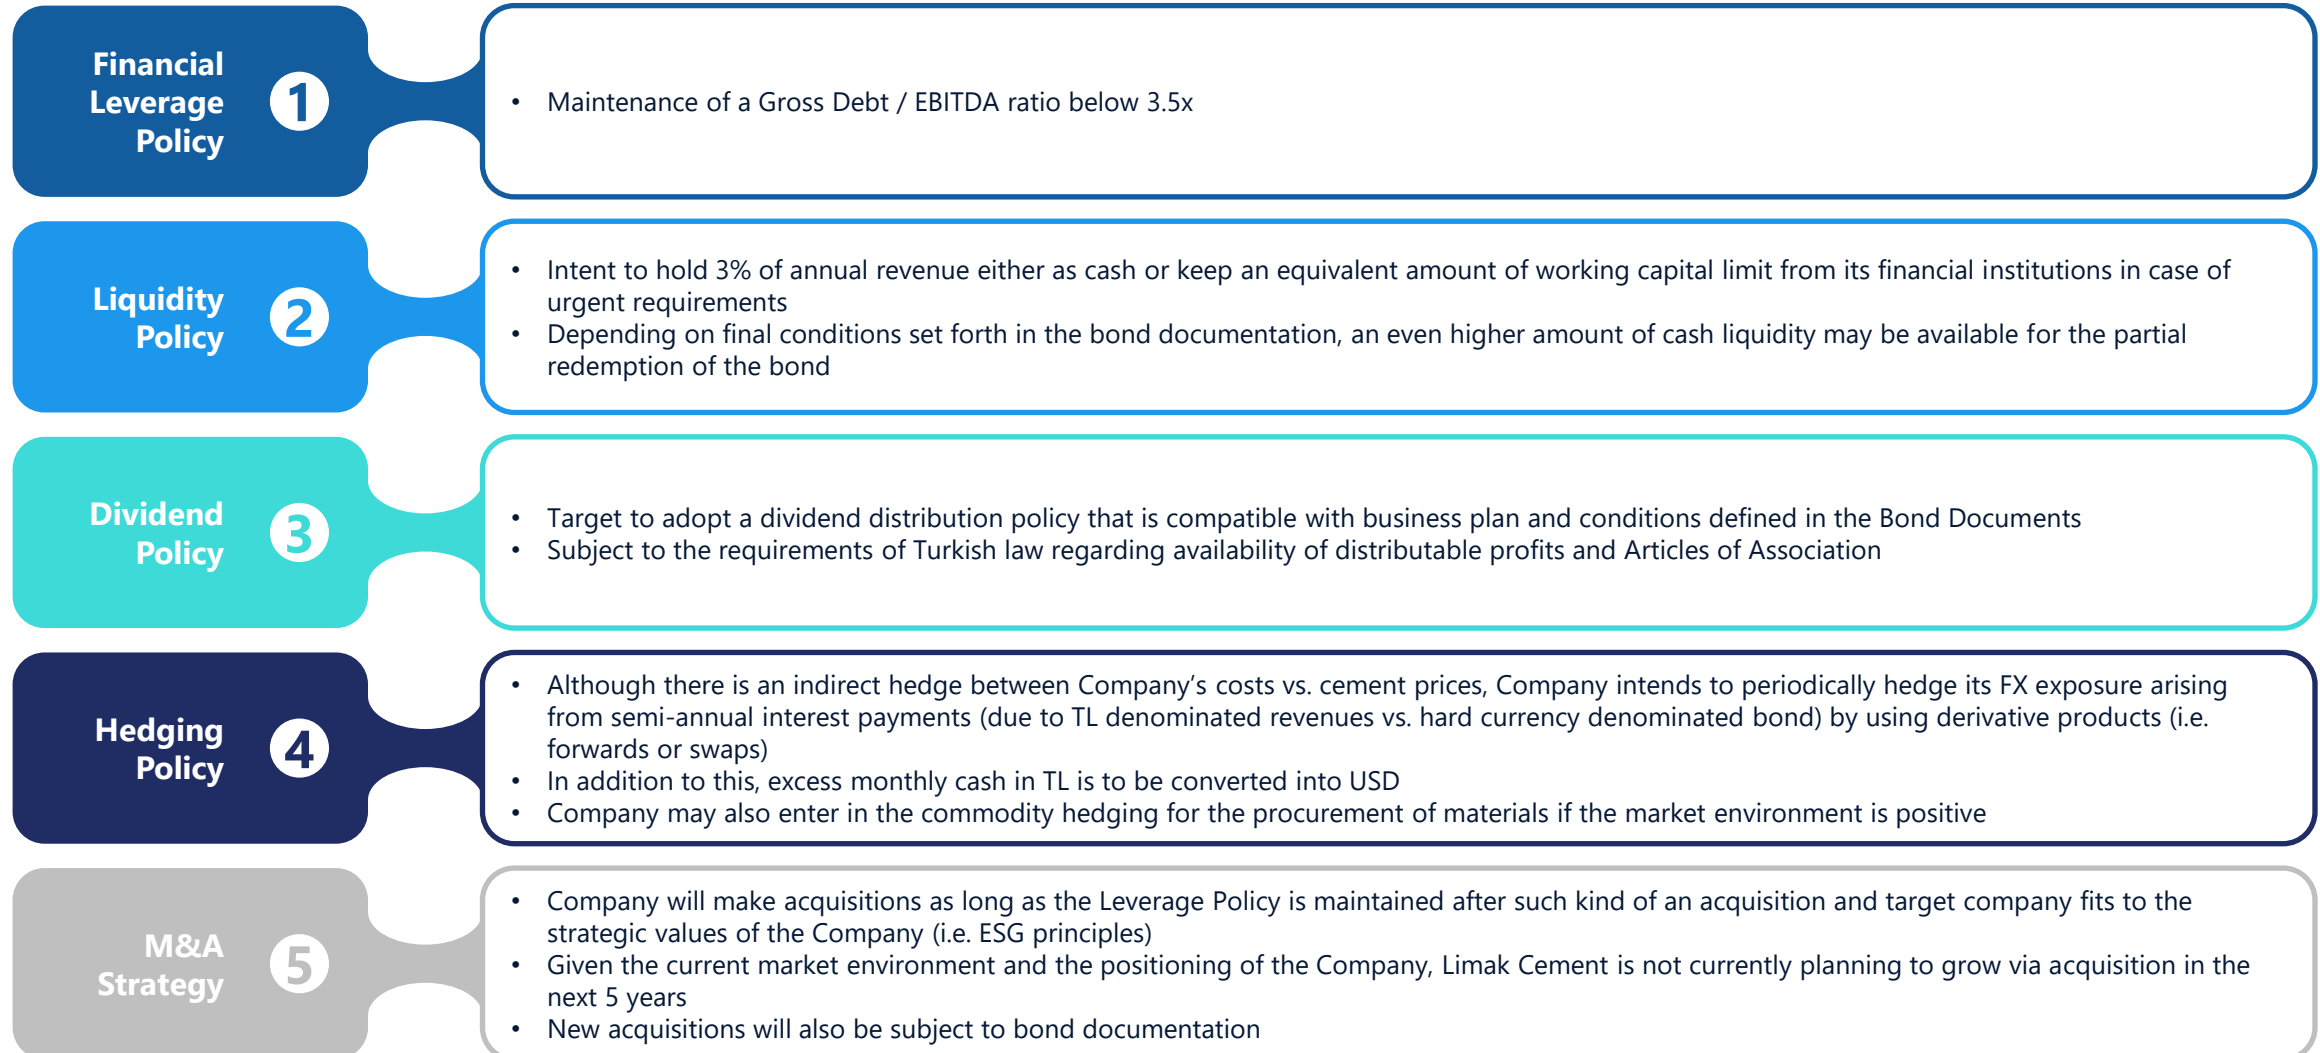 Financial
Leverage
Policy
1
• Maintenance of a Gross Debt / EBITDA ratio below 3.5x
Liquidity
Policy
2
• Intent to hold 3% of annual revenue either as cash or keep an equivalent amount of working capital limit from its financial institutions in case of
urgent requirements
• Depending on final conditions set forth in the bond documentation, an even higher amount of cash liquidity may be available for the partial
redemption of the bond
Dividend
Policy
3
• Target to adopt a dividend distribution policy that is compatible with business plan and conditions defined in the Bond Documents
• Subject to the requirements of Turkish law regarding availability of distributable profits and Articles of Association
Hedging
Policy
4
• Although there is an indirect hedge between Company’s costs vs. cement prices, Company intends to periodically hedge its FX exposure arising
from semi-annual interest payments (due to TL denominated revenues vs. hard currency denominated bond) by using derivative products (i.e.
forwards or swaps)
• In addition to this, excess monthly cash in TL is to be converted into USD
• Company may also enter in the commodity hedging for the procurement of materials if the market environment is positive
M&A
Strategy
5
• Company will make acquisitions as long as the Leverage Policy is maintained after such kind of an acquisition and target company fits to the
strategic values of the Company (i.e. ESG principles)
• Given the current market environment and the positioning of the Company, Limak Cement is not currently planning to grow via acquisition in the
next 5 years
• New acquisitions will also be subject to bond documentation